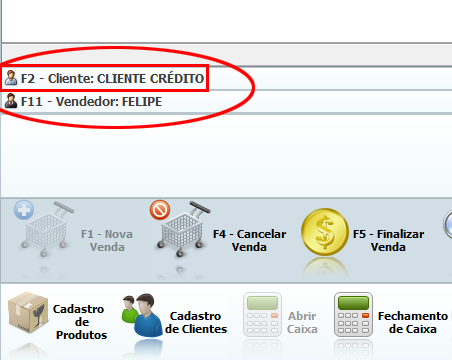 F2 - Cliente: CLIENTE CRÉDITO
F11 - Vendedor: FELIPE
F1 - Nova
Venda
F4 - Cancelar
Venda
F5 - Finalizar
Venda
Cadastro
de
Produtos
Cadastro
de Clientes
Abrir
Caixa
Fechamento
de Caixa